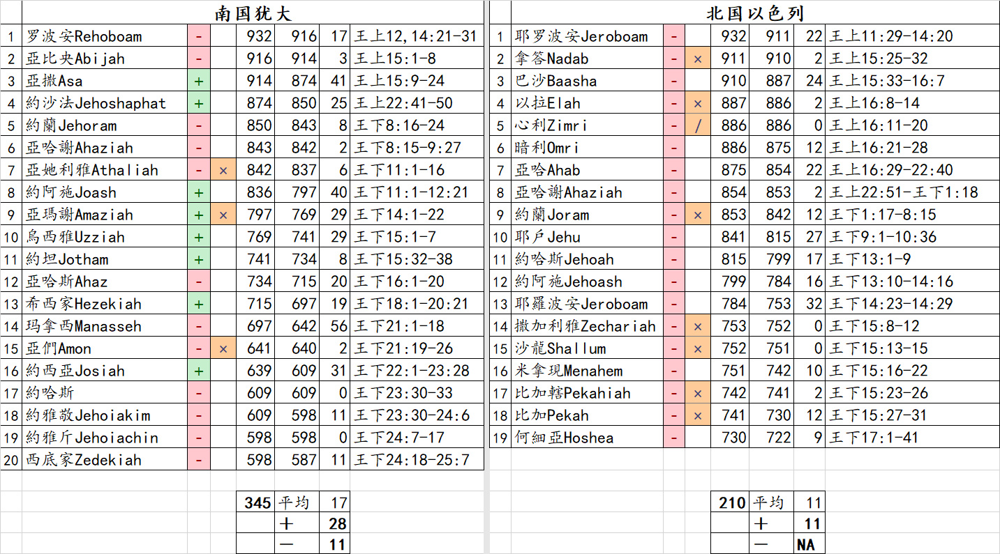 南国犹大
1 罗波安Rehoboam - 932 916 17 王上12,14:21-31
2 亞比央Abijah - 916 914 3 王上15:1-8
3 亞撒Asa + 914 874 41 王上15:9-24
4 約沙法Jehoshaphat + 874 850 25 王上22:41-50
5 約蘭Jehoram - 850 843 8 王下8:16-24
6 亞哈謝Ahaziah - 843 842 2 王下8:15-9:27
7 亞她利雅Athaliah - × 842 837 6 王下11:1-16
8 約阿施Joash + 836 797 40 王下11:1-12:21
9 亞瑪謝Amaziah + × 797 769 29 王下14:1-22
10 烏西雅Uzziah + 769 741 29 王下15:1-7
11 約坦Jotham + 741 734 8 王下15:32-38
12 亞哈斯Ahaz - 734 715 20 王下16:1-20
13 希西家Hezekiah + 715 697 19 王下18:1-20:21
14 玛拿西Manasseh - 697 642 56 王下21:1-18
15 亞們Amon - × 641 640 2 王下21:19-26
16 約西亞Josiah + 639 609 31 王下22:1-23:28
17 約哈斯 - 609 609 0 王下23:30-33
18 約雅敬Jehoiakim - 609 598 11 王下23:30-24:6
19 約雅斤Jehoiachin - 598 598 0 王下24:7-17
20 西底家Zedekiah - 598 587 11 王下24:18-25:7
345 平均 17
＋ 28
－ 11
北国以色列
1 耶罗波安Jeroboam - 932 911 22 王上11:29-14:20
2 拿答Nadab - × 911 910 2 王上15:25-32
3 巴沙Baasha - 910 887 24 王上15:33-16:7
4 以拉Elah - × 887 886 2 王上16:8-14
5 心利Zimri - / 886 886 0 王上16:11-20
6 暗利Omri - 886 875 12 王上16:21-28
7 亞哈Ahab - 875 854 22 王上16:29-22:40
8 亞哈謝Ahaziah - 854 853 2 王上22:51-王下1:18
9 約蘭Joram - × 853 842 12 王下1:17-8:15
10 耶戶Jehu - 841 815 27 王下9:1-10:36
11 約哈斯Jehoah - 815 799 17 王下13:1-9
12 約阿施Jehoash - 799 784 16 王下13:10-14:16
13 耶羅波安Jeroboam - 784 753 32 王下14:23-14:29
14 撒加利雅Zechariah - × 753 752 0 王下15:8-12
15 沙龍Shallum - × 752 751 0 王下15:13-15
16 米拿現Menahem - 751 742 10 王下15:16-22
17 比加轄Pekahiah - × 742 741 2 王下15:23-26
18 比加Pekah - × 741 730 12 王下15:27-31
19 何細亞Hoshea - 730 722 9 王下17:1-41
210 平均 11
＋ 11
－ NA